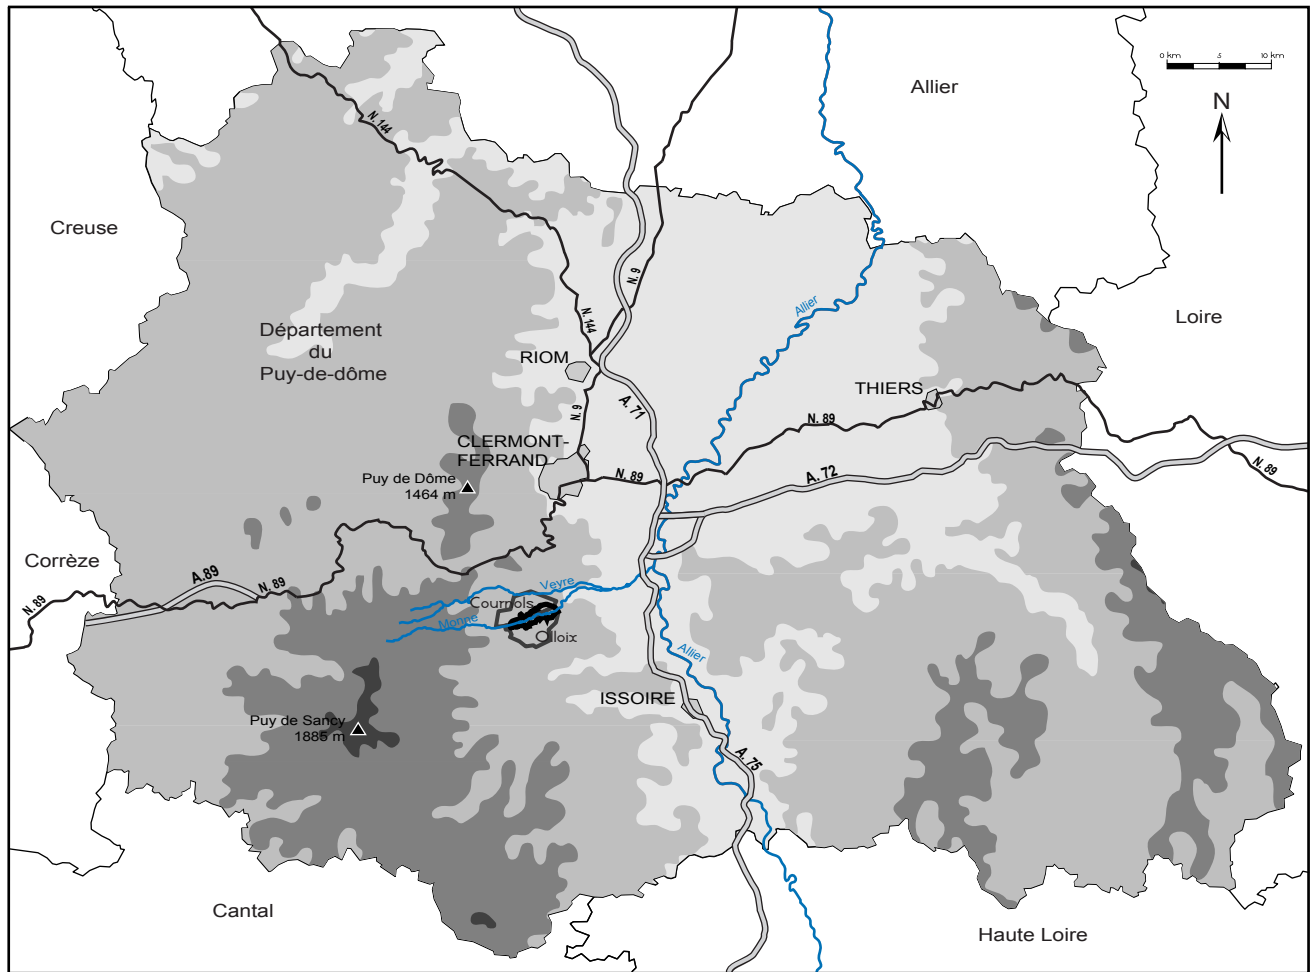 0 km 5 10 km
Allier
N
N. 144
Creuse
N. 9
Allier
Loire
Département
du
Puy-de-dôme
N. 144
RIOM
THIERS
A. 71
N. 9
N. 89
CLERMONT-
FERRAND
Puy de Dôme
1464 m
N. 89
A. 72
N. 89
Corrèze
A.89
N. 89
N. 89
Veyre
Cournols
Monne
Olloix
Allier
ISSOIRE
Puy de Sancy
1885 m
A. 75
Cantal
Haute Loire